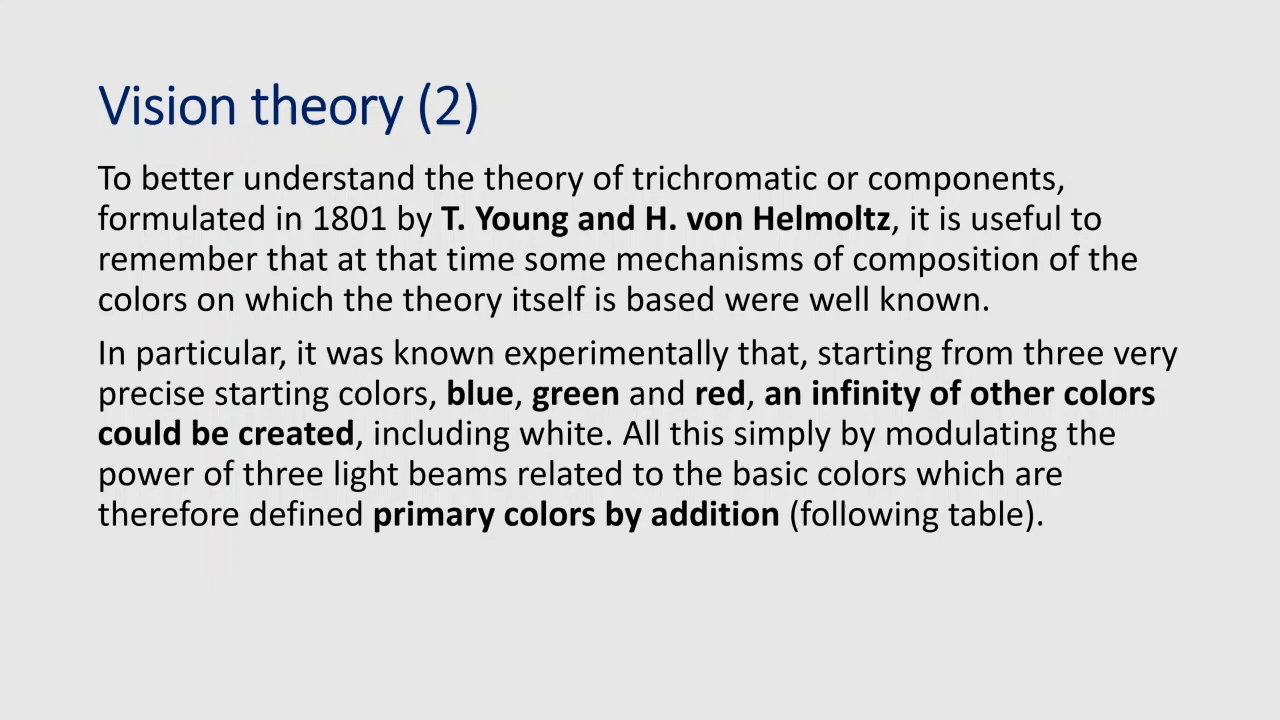 Vision theory (2)
To better understand the theory of trichromatic or components,
formulated in 1801 by T. Young and H. von Helmoltz, it is useful to
remember that at that time some mechanisms of composition of the
colors on which the theory itself is based were well known.
In particular, it was known experimentally that, starting from three very
precise starting colors, blue, green and red, an infinity of other colors
could be created, including white. All this simply by modulating the
power of three light beams related to the basic colors which are
therefore defined primary colors by addition (following table).